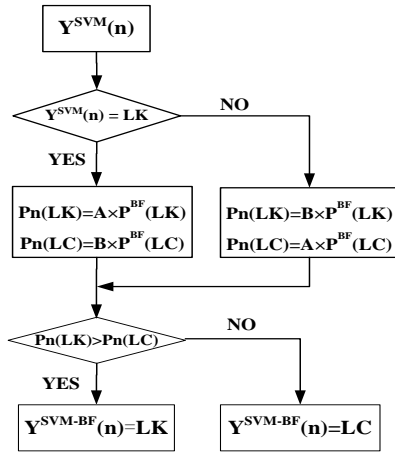 Y^SVM(n)
Y^SVM(n) = LK
NO
YES
Pn(LK)=A×P^BF(LK)
Pn(LC)=B×P^BF(LC)
Pn(LK)=B×P^BF(LK)
Pn(LC)=A×P^BF(LC)
Pn(LK)>Pn(LC)
NO
YES
Y^SVM-BF(n)=LK
Y^SVM-BF(n)=LC